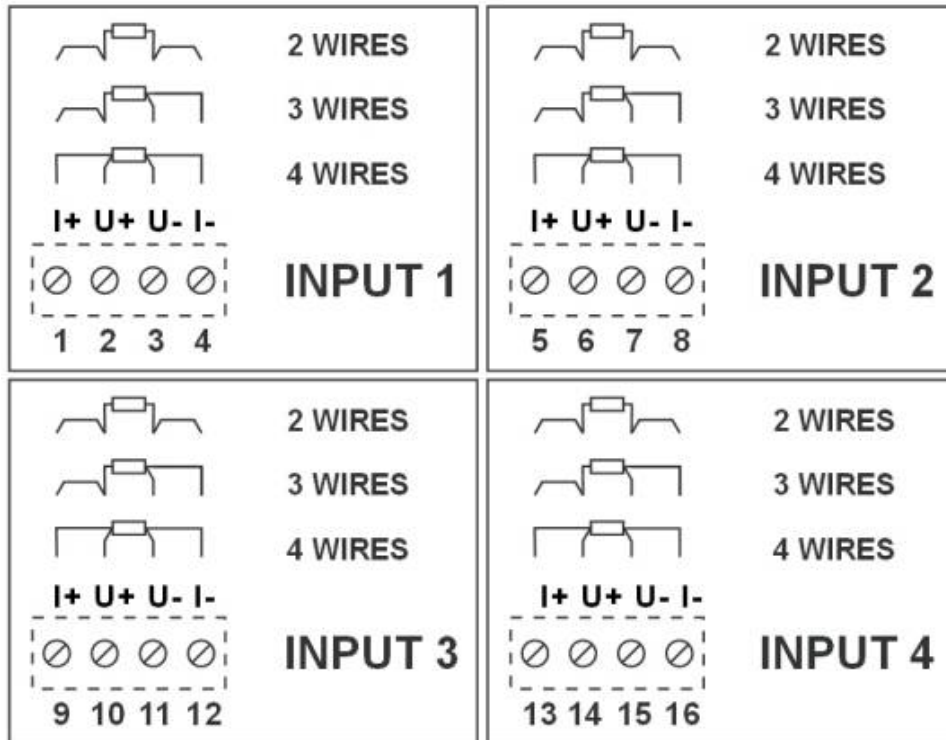 2 WIRES
3 WIRES
4 WIRES
I+ U+ U- I-
INPUT 1
1 2 3 4
2 WIRES
3 WIRES
4 WIRES
I+ U+ U- I-
INPUT 2
5 6 7 8
2 WIRES
3 WIRES
4 WIRES
I+ U+ U- I-
INPUT 3
9 10 11 12
2 WIRES
3 WIRES
4 WIRES
I+ U+ U- I-
INPUT 4
13 14 15 16